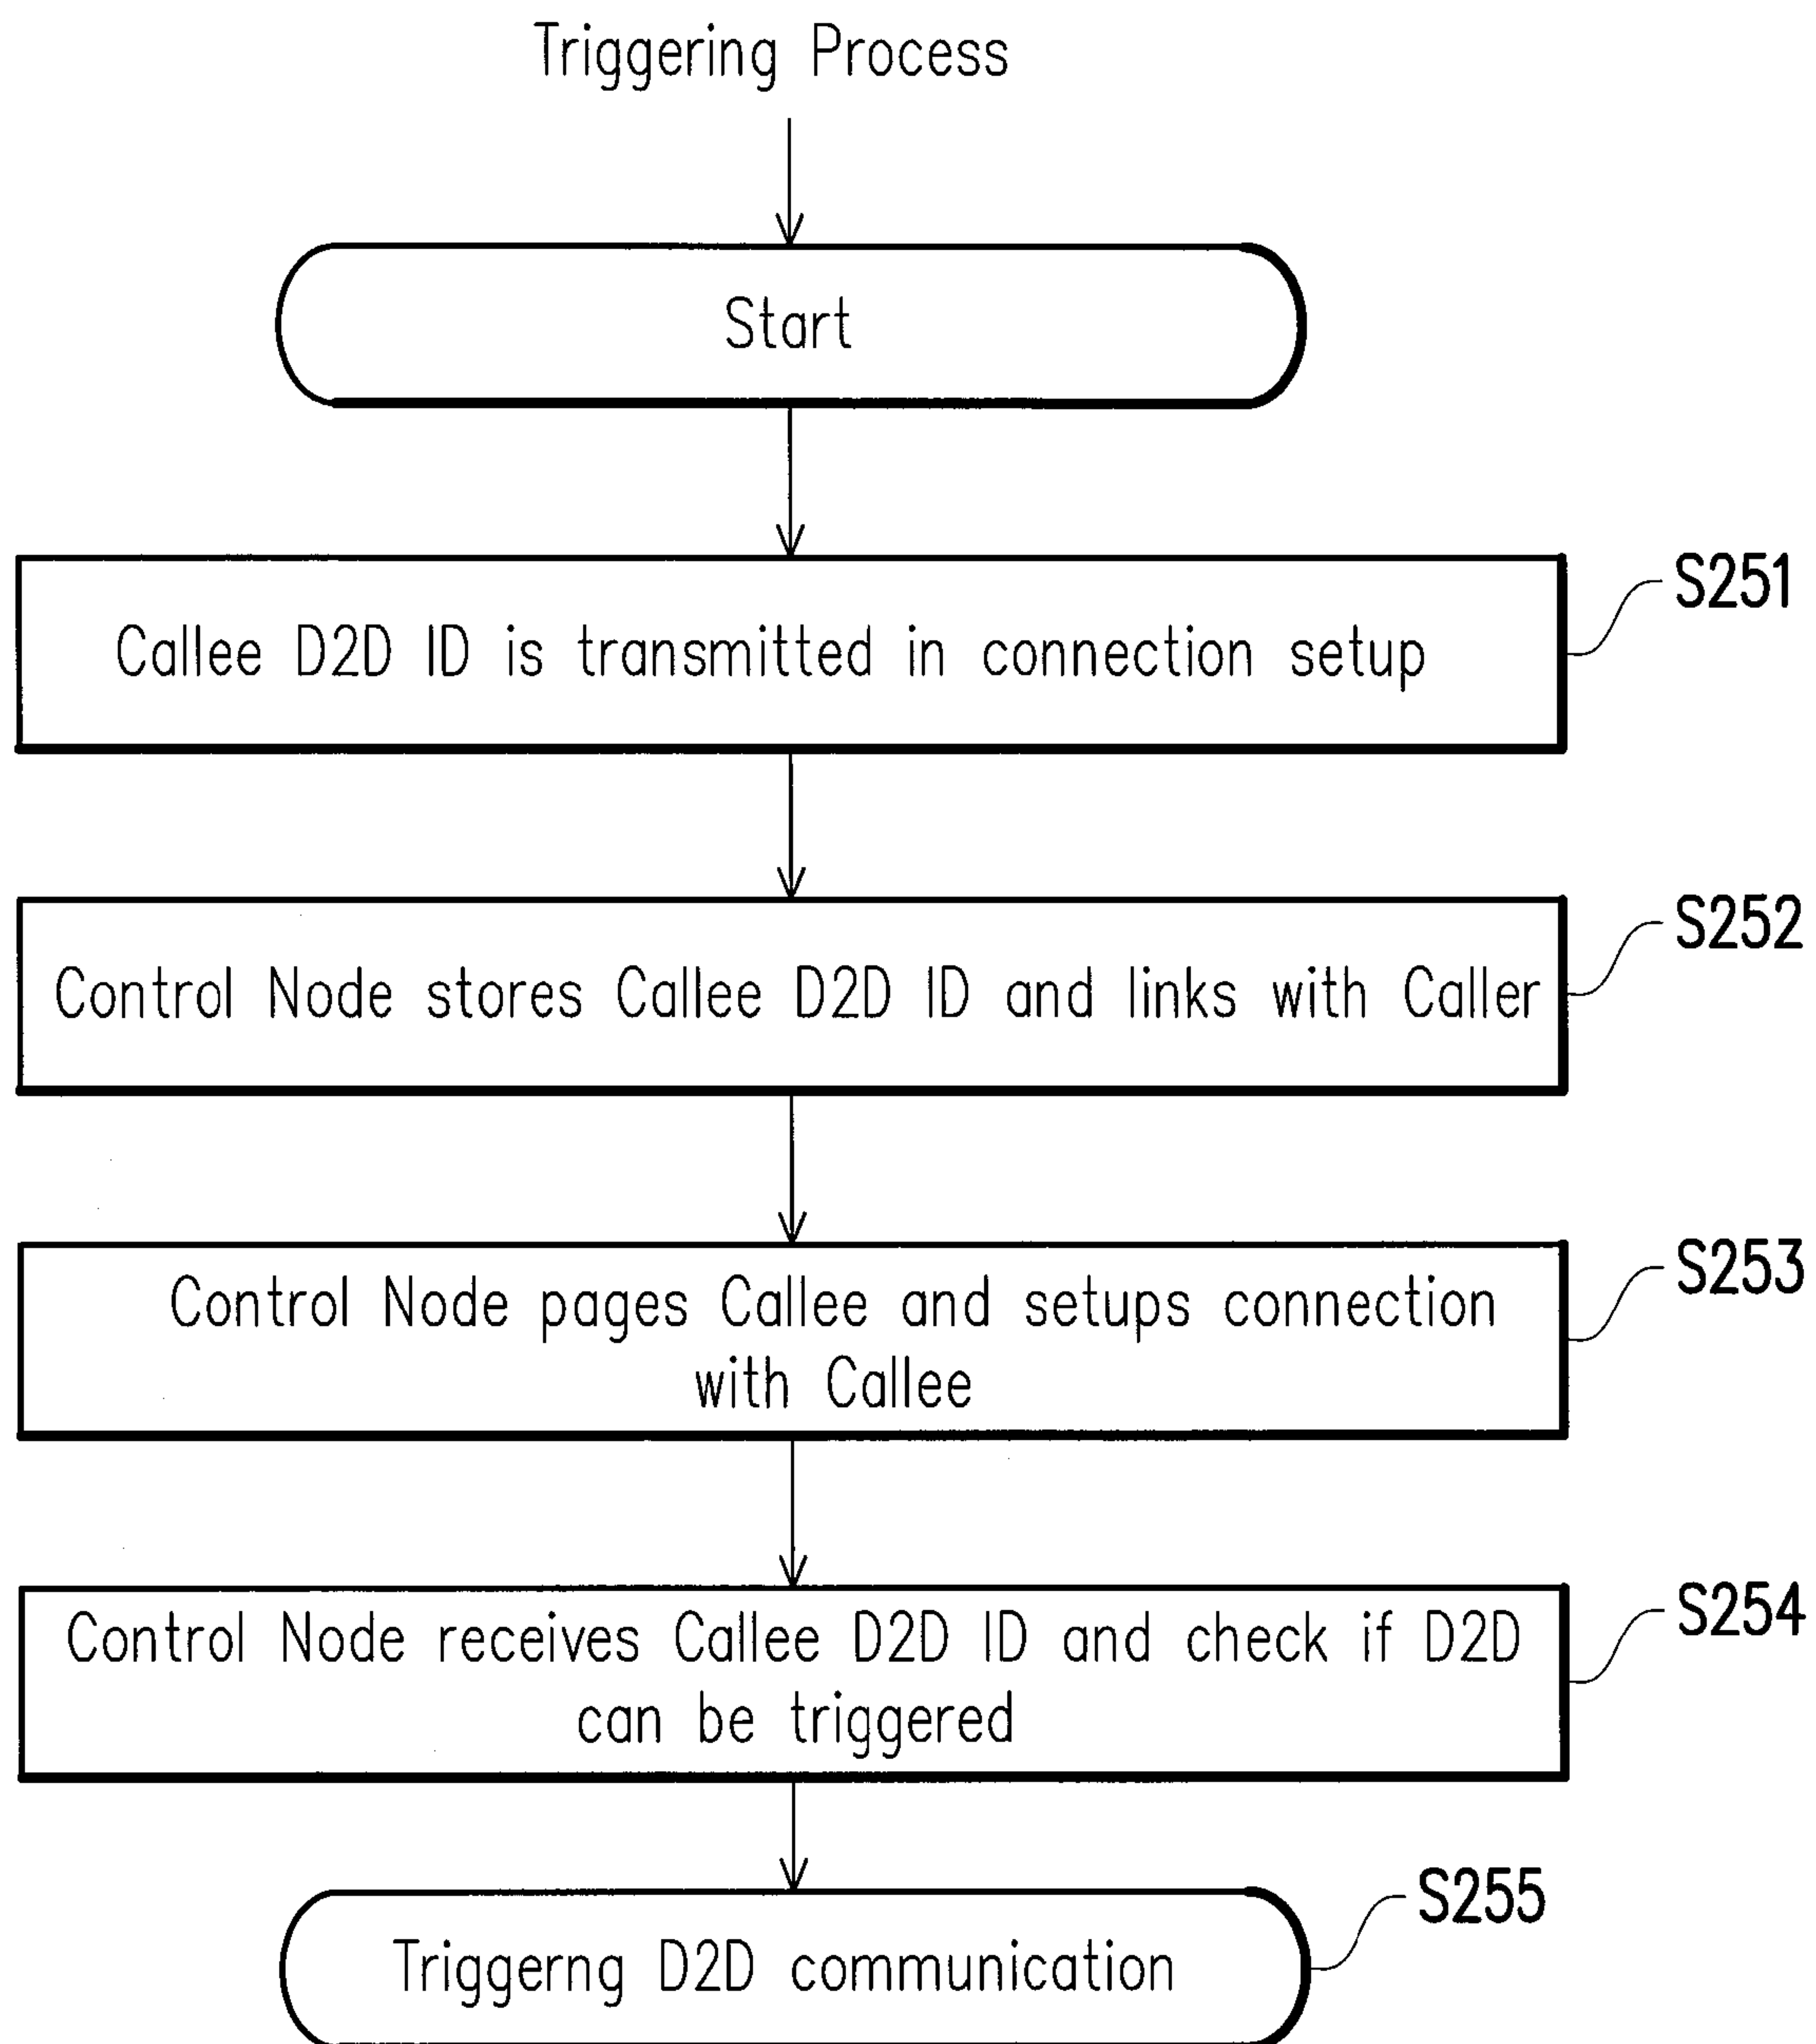 Triggering Process
Start
Callee D2D ID is transmitted in connection setup
S251
Control Node stores Callee D2D ID and links with Caller
S252
Control Node pages Callee and setups connection
with Callee
S253
Control Node receives Callee D2D ID and check if D2D
can be triggered
S254
Triggerng D2D communication
S255